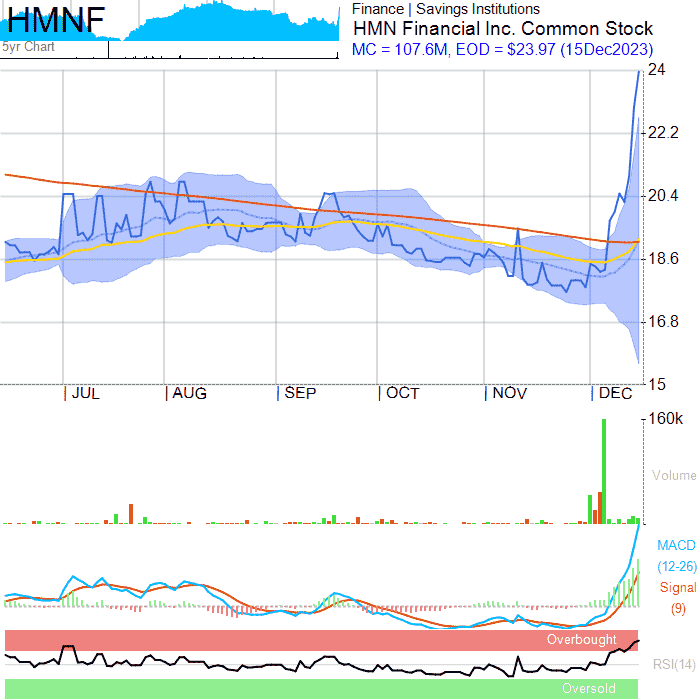 HMNF
5yr Chart
Finance | Savings Institutions
HMN Financial Inc. Common Stock
MC = 107.6M, EOD = $23.97 (15Dec2023)
24
22.2
20.4
18.6
16.8
15
JUL AUG SEP OCT NOV DEC
160k
Volume
MACD
(12-26)
Signal
(9)
Overbought
RSI(14)
Oversold